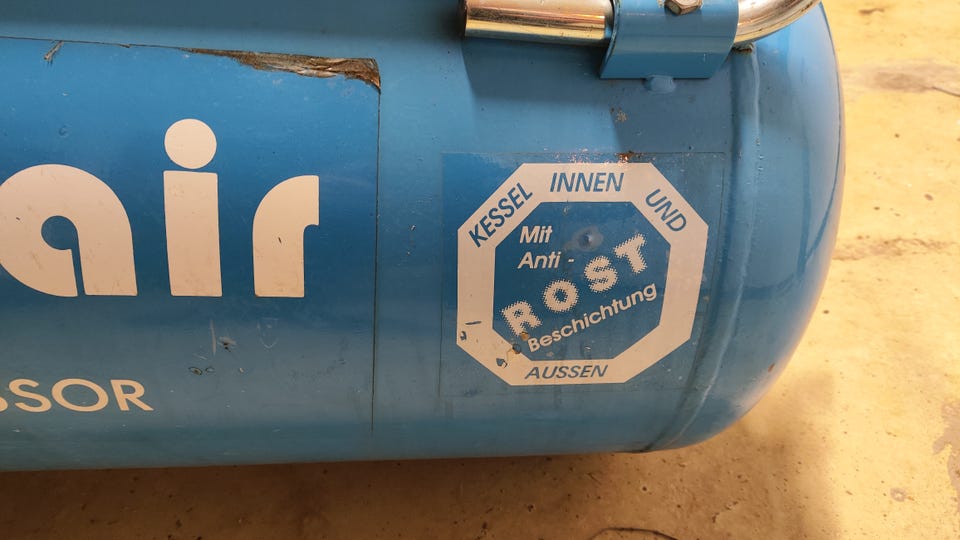 air
SSOR
KESSEL INNEN UND
Mit
Anti -
ROST
Beschichtung
AUSSEN